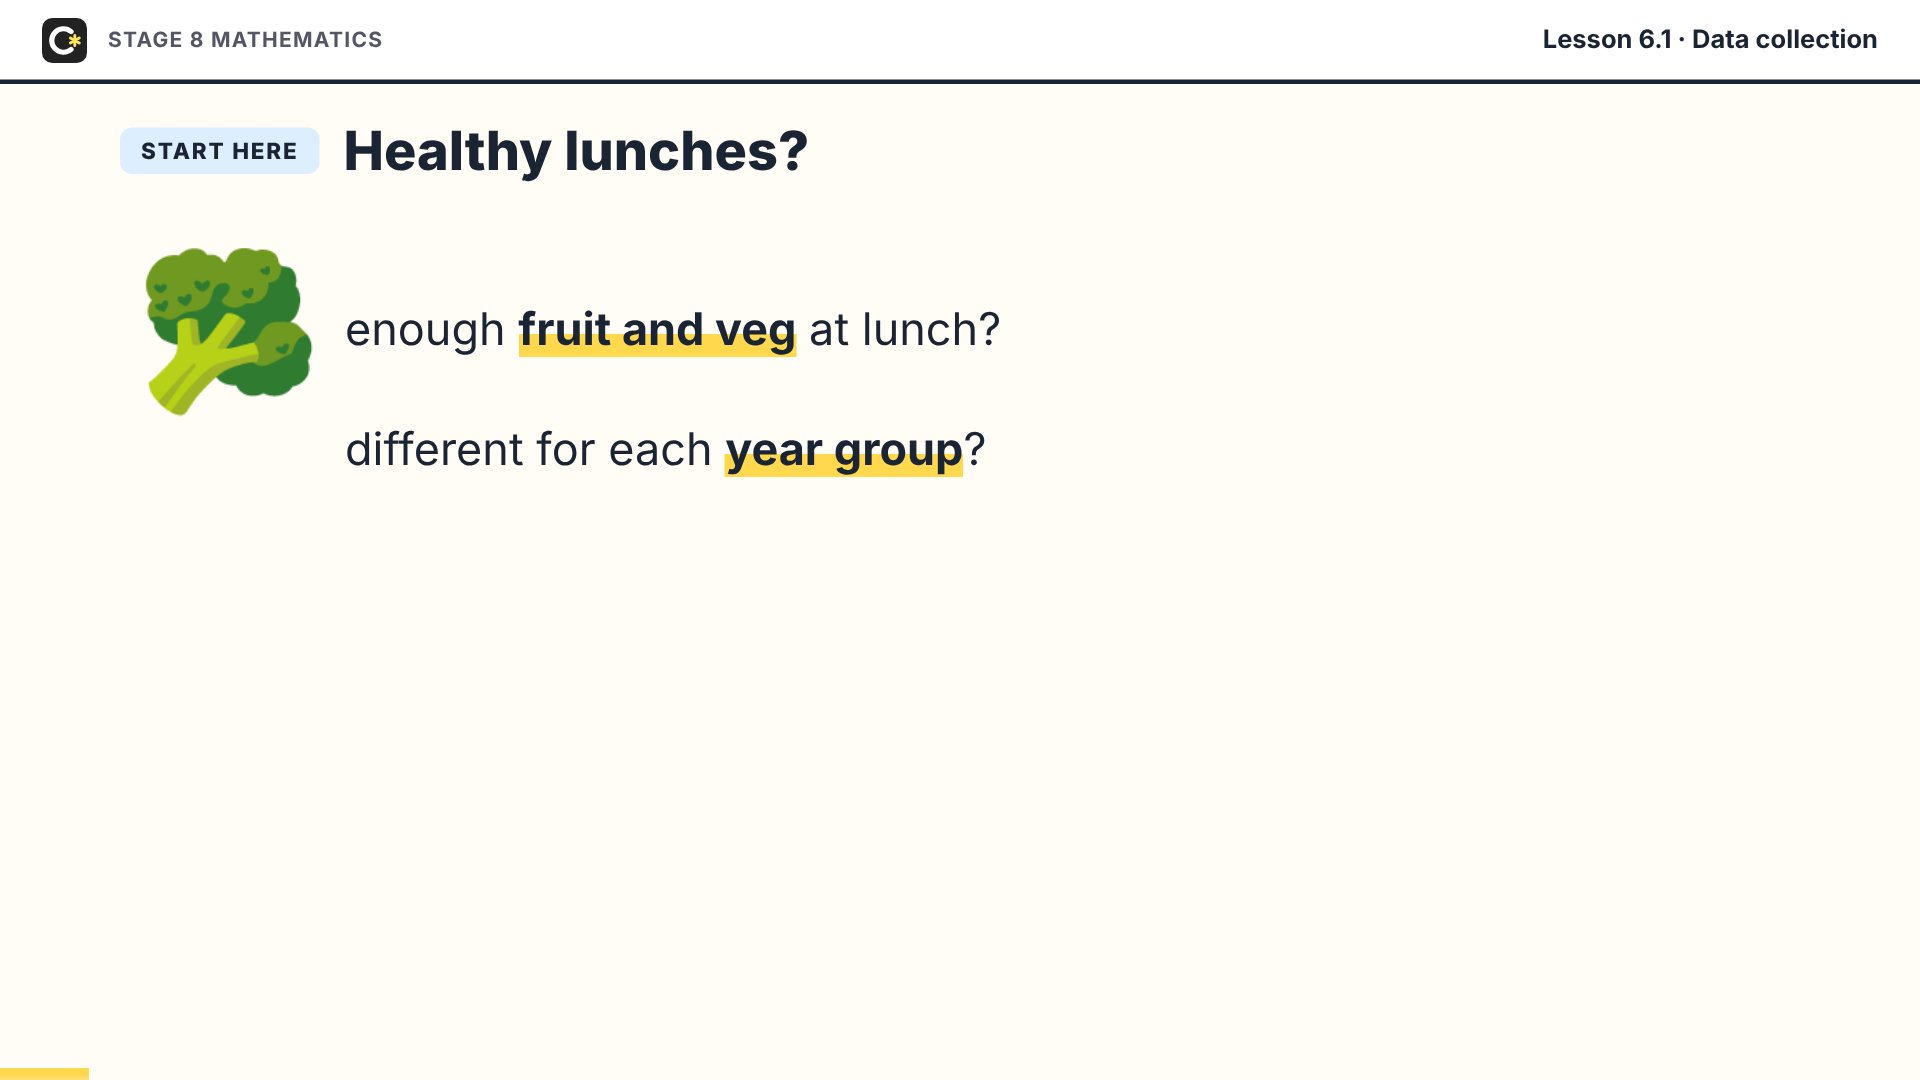 STAGE 8 MATHEMATICS
Lesson 6.1 · Data collection
START HERE
Healthy lunches?
enough fruit and veg at lunch?
different for each year group?